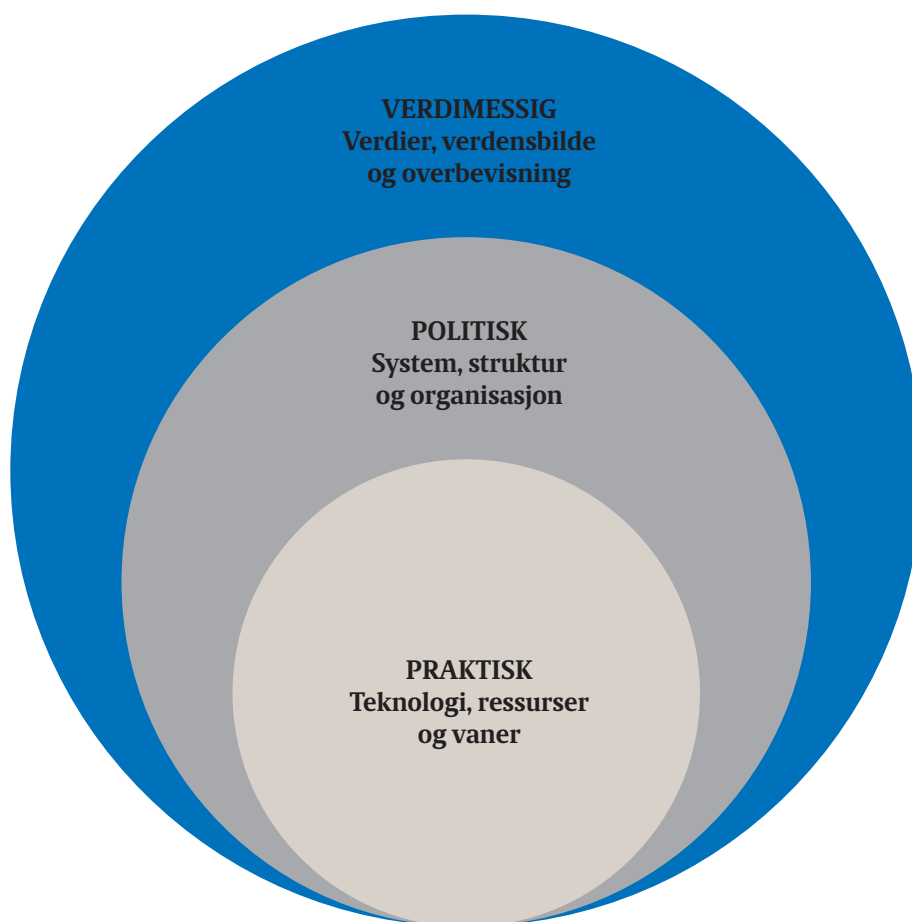 VERDIMESSIG
Verdier, verdensbilde
og overbevisning
POLITISK
System, struktur
og organisasjon
PRAKTISK
Teknologi, ressurser
og vaner